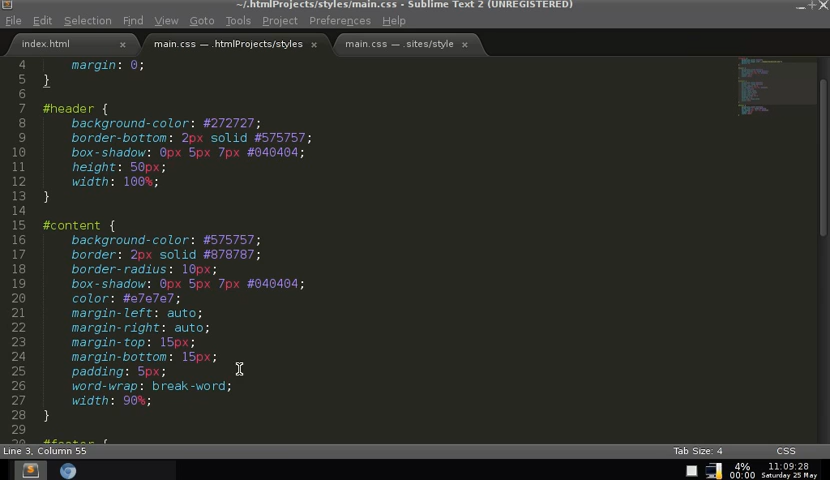 ~/.htmlProjects/styles/main.css - Sublime Text 2 (UNREGISTERED)
File Edit Selection Find View Goto Tools Project Preferences Help
index.html × main.css — .htmlProjects/styles × main.css — .sites/style ×
4 margin: 0;
5 }
6
7 #header {
8 background-color: #272727;
9 border-bottom: 2px solid #575757;
10 box-shadow: 0px 5px 7px #040404;
11 height: 50px;
12 width: 100%;
13 }
14
15 #content {
16 background-color: #575757;
17 border: 2px solid #878787;
18 border-radius: 10px;
19 box-shadow: 0px 5px 7px #040404;
20 color: #e7e7e7;
21 margin-left: auto;
22 margin-right: auto;
23 margin-top: 15px;
24 margin-bottom: 15px;
25 padding: 5px;
26 word-wrap: break-word;
27 width: 90%;
28 }
29
30 #footer {
Line 3, Column 55 Tab Size: 4 CSS
4% 11:09:28
00:00 Saturday 25 May